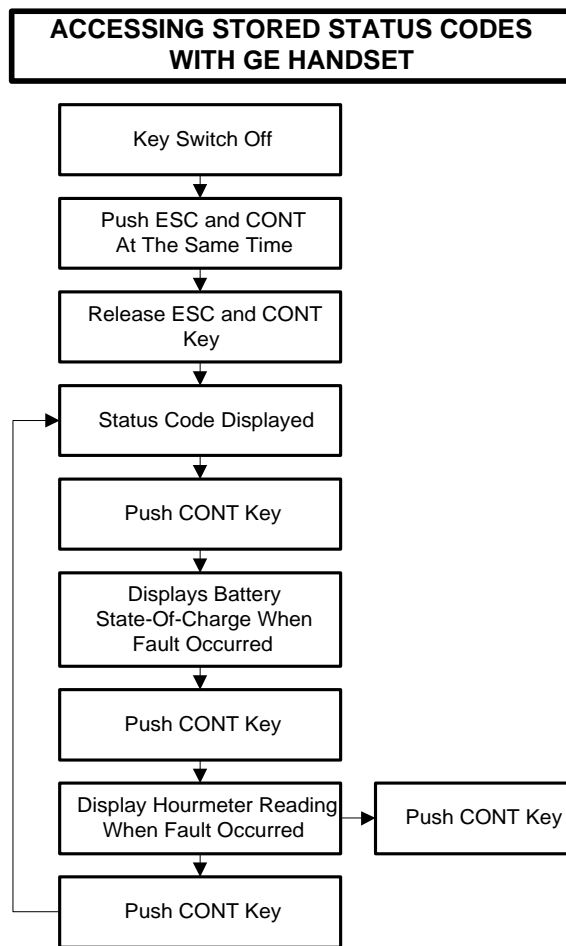 ACCESSING STORED STATUS CODES
WITH GE HANDSET
Key Switch Off
Push ESC and CONT
At The Same Time
Release ESC and CONT
Key
Status Code Displayed
Push CONT Key
Displays Battery
State-Of-Charge When
Fault Occurred
Push CONT Key
Display Hourmeter Reading
When Fault Occurred
Push CONT Key
Push CONT Key